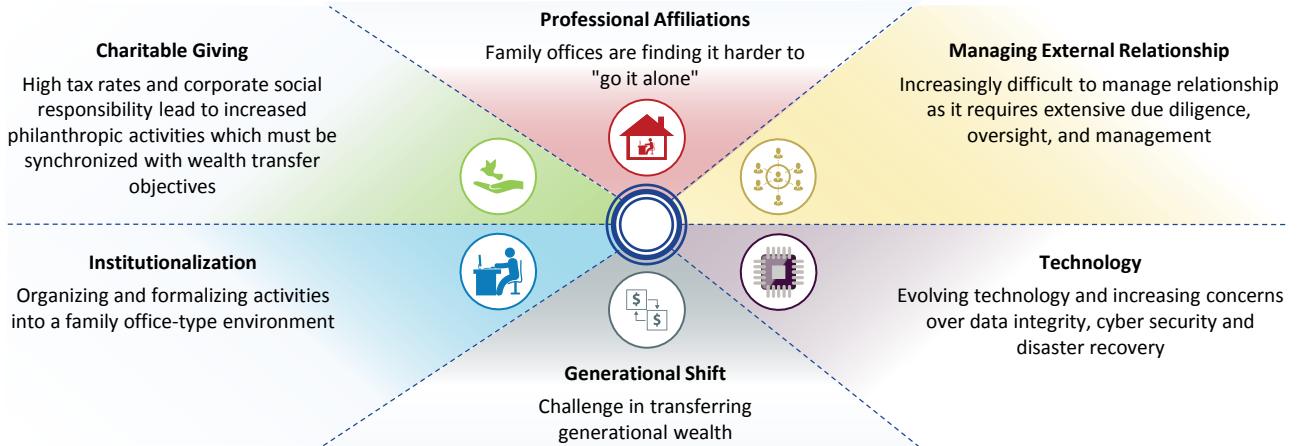 Charitable Giving
High tax rates and corporate social
responsibility lead to increased
philanthropic activities which must be
synchronized with wealth transfer
objectives
Professional Affiliations
Family offices are finding it harder to
"go it alone"
Managing External Relationship
Increasingly difficult to manage relationship
as it requires extensive due diligence,
oversight, and management
Institutionalization
Organizing and formalizing activities
into a family office-type environment
$
$
Generational Shift
Challenge in transferring
generational wealth
Technology
Evolving technology and increasing concerns
over data integrity, cyber security and
disaster recovery